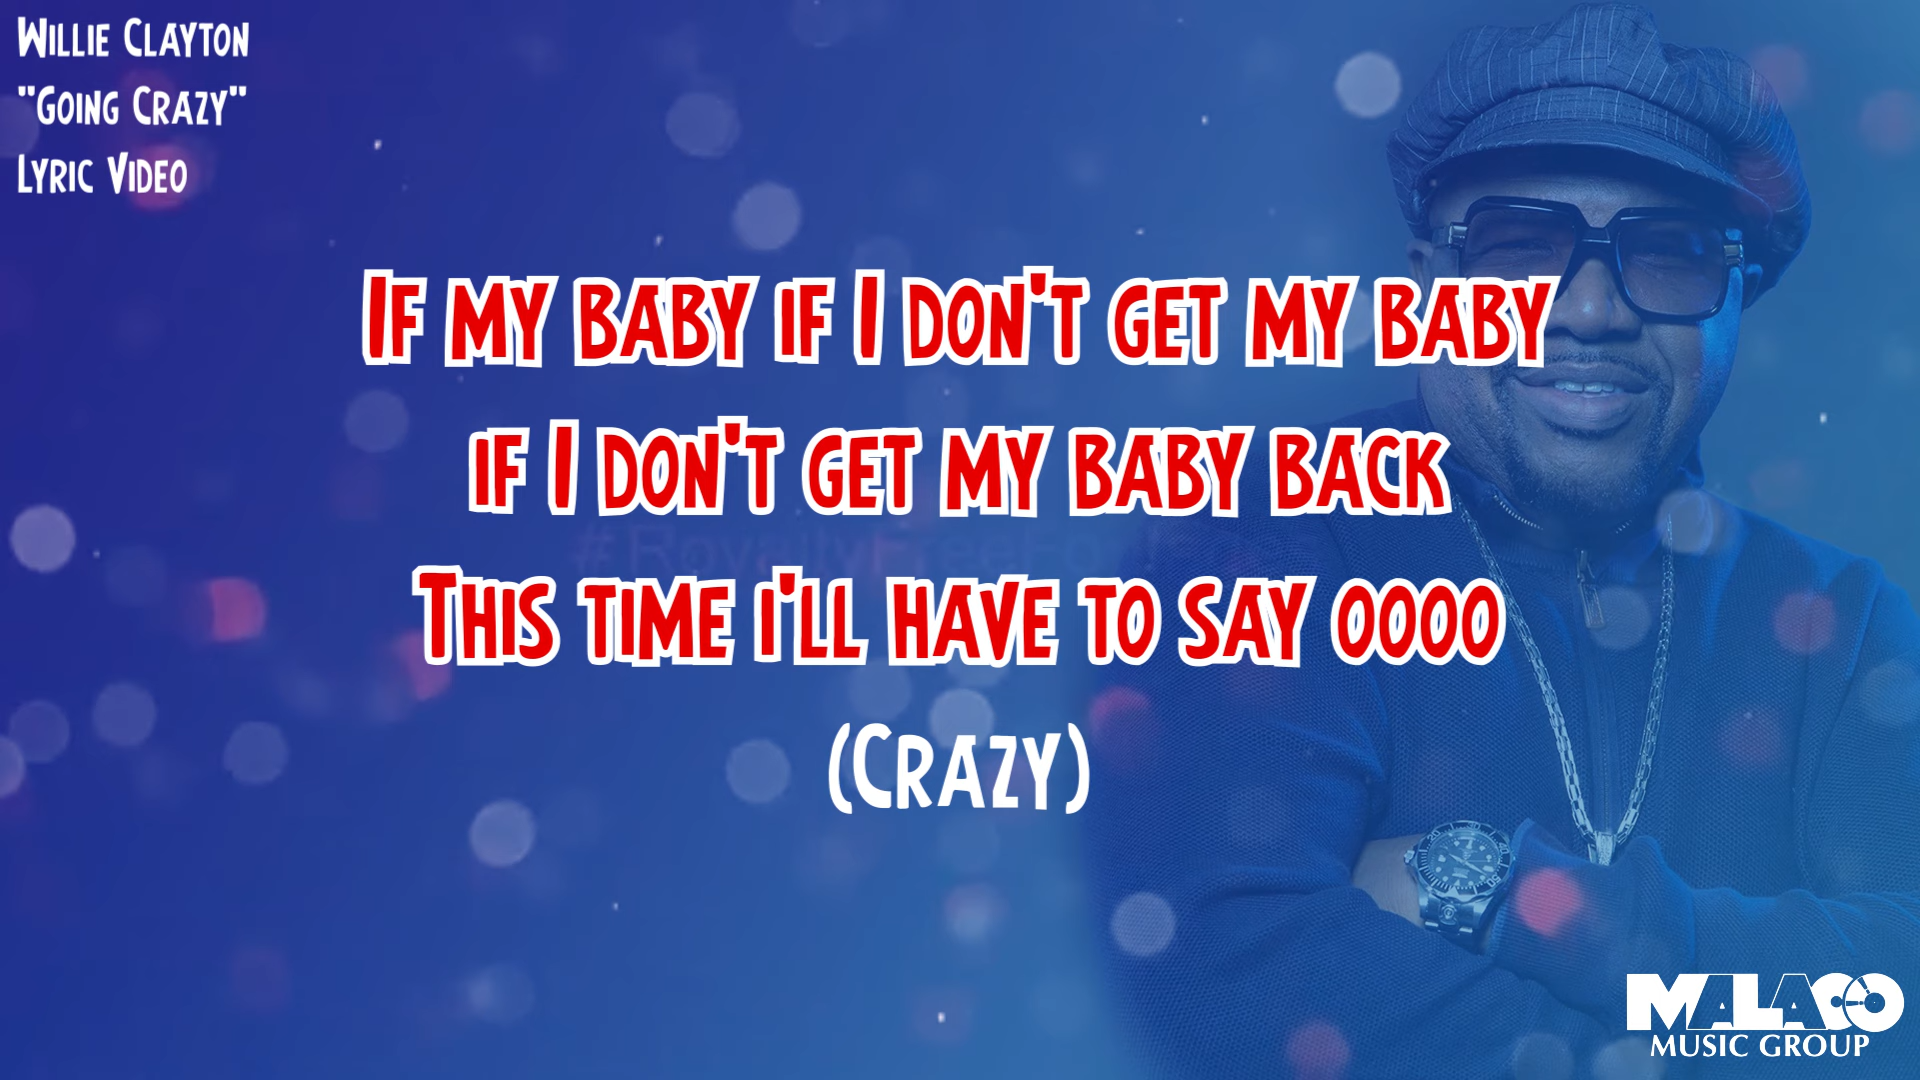 Willie Clayton
"Going Crazy"
Lyric Video
If my baby if I don't get my baby
if I don't get my baby back
This time i'll have to say oooo
(Crazy)
MALACO
MUSIC GROUP